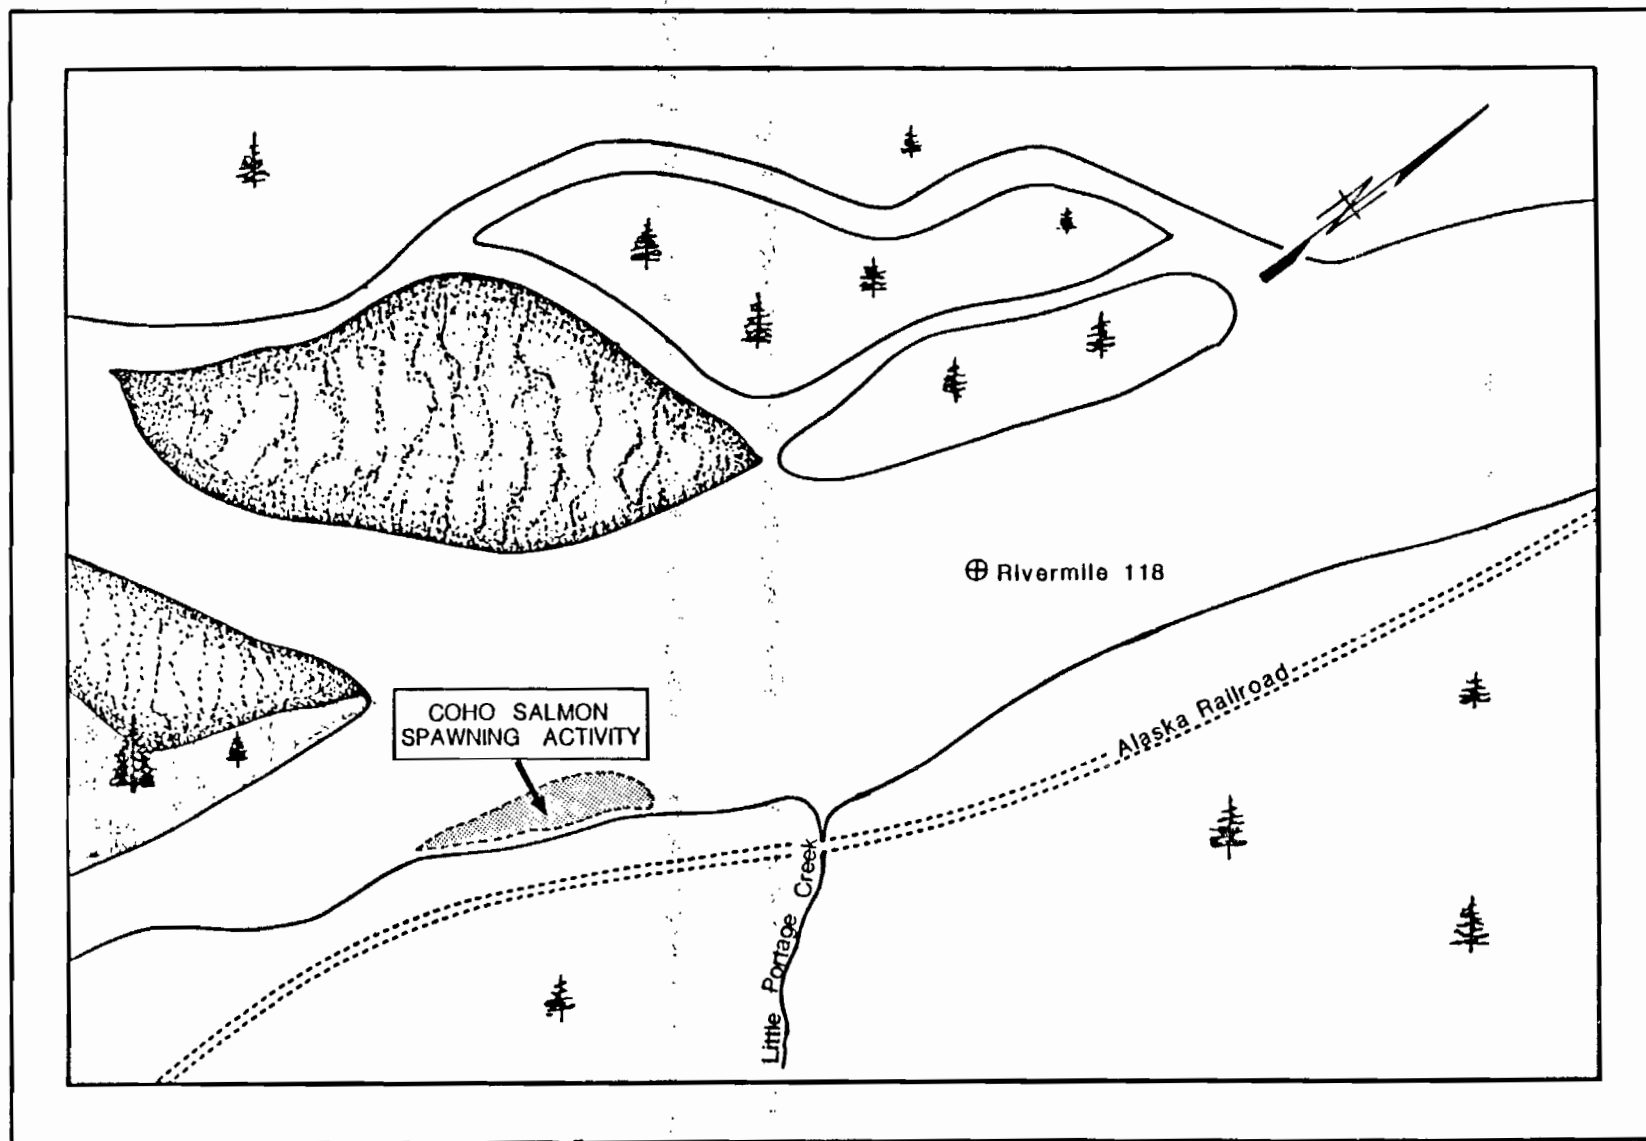 Rivermile 118
COHO SALMON
SPAWNING ACTIVITY
Alaska Railroad
Little Portage Creek